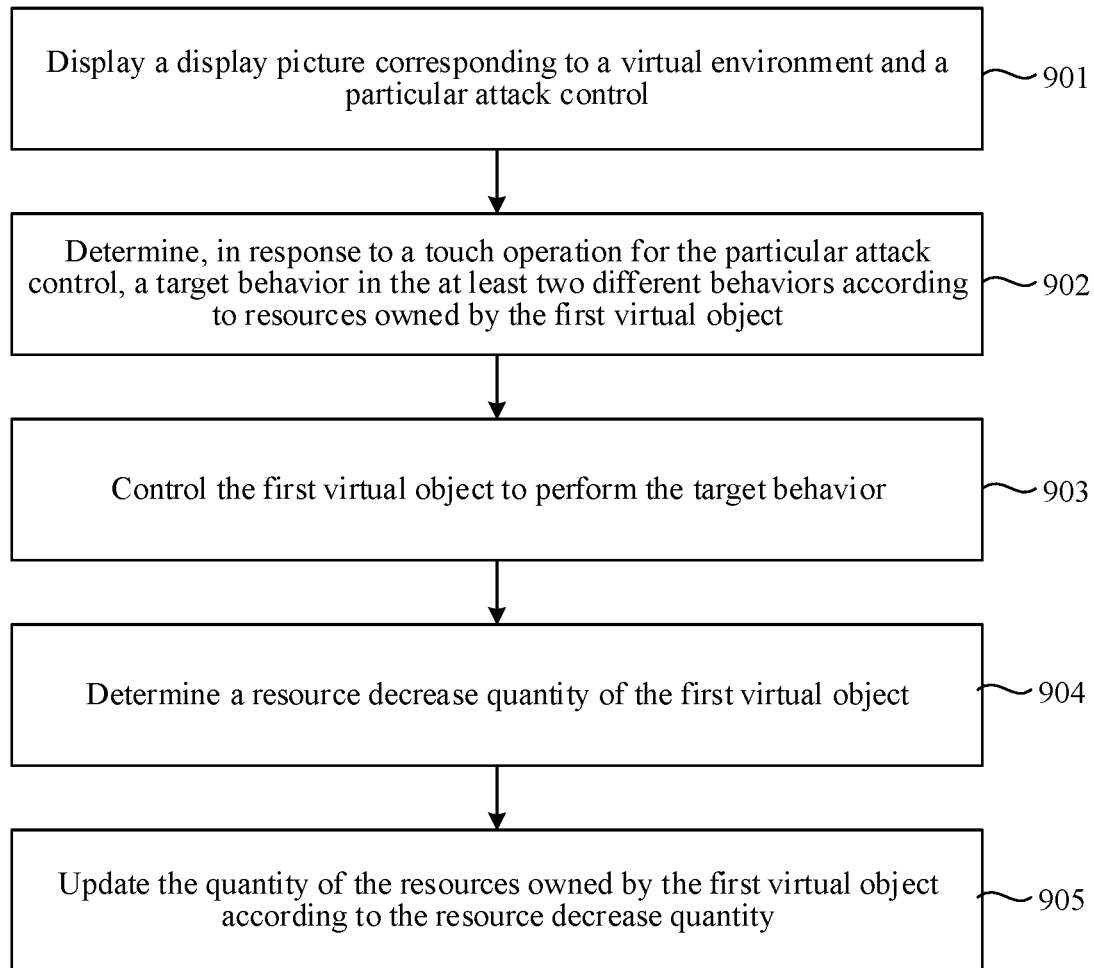 Display a display picture corresponding to a virtual environment and a
particular attack control
901
Determine, in response to a touch operation for the particular attack
control, a target behavior in the at least two different behaviors according
to resources owned by the first virtual object
902
Control the first virtual object to perform the target behavior
903
Determine a resource decrease quantity of the first virtual object
904
Update the quantity of the resources owned by the first virtual object
according to the resource decrease quantity
905